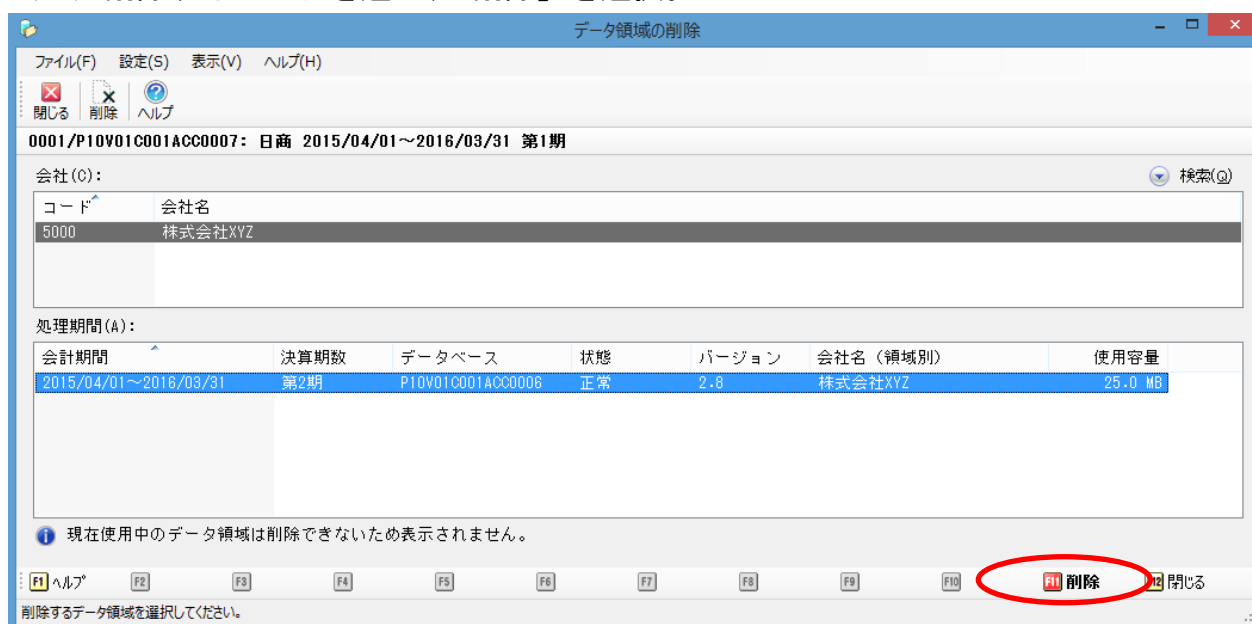 データ領域の削除
ファイル(F) 設定(S) 表示(V) ヘルプ(H)
閉じる 削除 ヘルプ
0001/P10V01C001ACC0007: 日商 2015/04/01～2016/03/31 第1期
会社(C): 検索(Q)
コード 会社名
5000 株式会社XYZ
処理期間(A):
会計期間 決算期数 データベース 状態 バージョン 会社名（領域別） 使用容量
2015/04/01～2016/03/31 第2期 P10V01C001ACC0006 正常 2.8 株式会社XYZ 25.0 MB
現在使用中のデータ領域は削除できないため表示されません。
F1 ヘルプ F2 F3 F4 F5 F6 F7 F8 F9 F10 F11 削除 F12 閉じる
削除するデータ領域を選択してください。